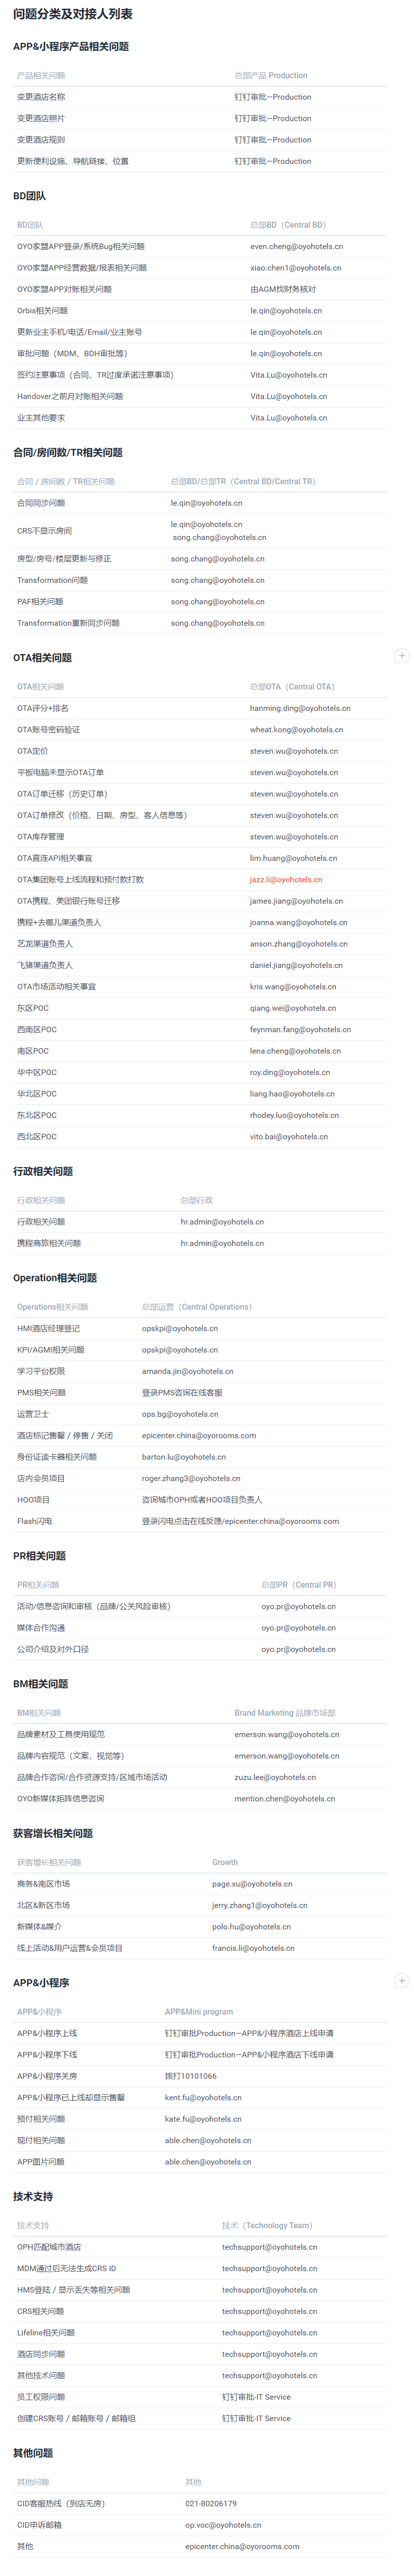 问题分类及对接人列表
APP&小程序产品相关问题
产品相关问题 总部产品 Production
变更酒店名称 钉钉审批—Production
变更酒店照片 钉钉审批—Production
变更酒店规则 钉钉审批—Production
更新便利设施、导航链接、位置 钉钉审批—Production
BD团队
BD团队 总部BD（Central BD）
OYO家盟APP登录/系统Bug相关问题 even.cheng@oyohotels.cn
OYO家盟APP经营数据/报表相关问题 xiao.chen1@oyohotels.cn
OYO家盟APP对账相关问题 由AGM找财务核对
Orbis相关问题 le.qin@oyohotels.cn
更新业主手机/电话/Email/业主账号 le.qin@oyohotels.cn
审批问题（MDM、BDH审批等） le.qin@oyohotels.cn
签约注意事项（合同、TR过度承诺注意事项） Vita.Lu@oyohotels.cn
Handover之前月对账相关问题 Vita.Lu@oyohotels.cn
业主其他要求 Vita.Lu@oyohotels.cn
合同/房间数/TR相关问题
合同 / 房间数 / TR相关问题 总部BD/总部TR（Central BD/Central TR）
合同同步问题 le.qin@oyohotels.cn
CRS不显示房间 le.qin@oyohotels.cn
song.chang@oyohotels.cn
房型/房号/楼层更新与修正 song.chang@oyohotels.cn
Transformation问题 song.chang@oyohotels.cn
PAF相关问题 song.chang@oyohotels.cn
Transformation重新同步问题 song.chang@oyohotels.cn
OTA相关问题
OTA相关问题 总部OTA（Central OTA）
OTA评分+排名 hanming.ding@oyohotels.cn
OTA账号密码验证 wheat.kong@oyohotels.cn
OTA定价 steven.wu@oyohotels.cn
平板电脑未显示OTA订单 steven.wu@oyohotels.cn
OTA订单迁移（历史订单） steven.wu@oyohotels.cn
OTA订单修改（价格、日期、房型、客人信息等） steven.wu@oyohotels.cn
OTA库存管理 steven.wu@oyohotels.cn
OTA直连API相关事宜 lim.huang@oyohotels.cn
OTA集团账号上线流程和预付款打款 jazz.li@oyohotels.cn
OTA携程、美团银行账号迁移 james.jiang@oyohotels.cn
携程+去哪儿渠道负责人 joanna.wang@oyohotels.cn
艺龙渠道负责人 anson.zhang@oyohotels.cn
飞猪渠道负责人 daniel.jiang@oyohotels.cn
OTA市场活动相关事宜 kris.wang@oyohotels.cn
东区POC qiang.wei@oyohotels.cn
西南区POC feynman.fang@oyohotels.cn
南区POC lena.cheng@oyohotels.cn
华中区POC roy.ding@oyohotels.cn
华北区POC liang.hao@oyohotels.cn
东北区POC rhodey.luo@oyohotels.cn
西北区POC vito.bai@oyohotels.cn
行政相关问题
行政相关问题 总部行政
行政相关问题 hr.admin@oyohotels.cn
携程商旅相关问题 hr.admin@oyohotels.cn
Operation相关问题
Operations相关问题 总部运营（Central Operations）
HMI酒店经理登记 opskpi@oyohotels.cn
KPI/AGMI相关问题 opskpi@oyohotels.cn
学习平台权限 amanda.jin@oyohotels.cn
PMS相关问题 登录PMS咨询在线客服
运营卫士 ops.bg@oyohotels.cn
酒店标记售罄 / 停售 / 关闭 epicenter.china@oyorooms.com
身份证读卡器相关问题 barton.lu@oyohotels.cn
店内会员项目 roger.zhang3@oyohotels.cn
HOO项目 咨询城市OPH或者HOO项目负责人
Flash闪电 登录闪电点击在线反馈/epicenter.china@oyorooms.com
PR相关问题
PR相关问题 总部PR（Central PR）
活动/信息咨询和审核（品牌/公关风险审核） oyo.pr@oyohotels.cn
媒体合作沟通 oyo.pr@oyohotels.cn
公司介绍及对外口径 oyo.pr@oyohotels.cn
BM相关问题
BM相关问题 Brand Marketing 品牌市场部
品牌素材及工具使用规范 emerson.wang@oyohotels.cn
品牌内容规范（文案，视觉等） emerson.wang@oyohotels.cn
品牌合作咨询/合作资源支持/区域市场活动 zuzu.lee@oyohotels.cn
OYO新媒体矩阵信息咨询 mention.chen@oyohotels.cn
获客增长相关问题
获客增长相关问题 Growth
商务&南区市场 page.xu@oyohotels.cn
北区&新区市场 jerry.zhang1@oyohotels.cn
新媒体&媒介 polo.hu@oyohotels.cn
线上活动&用户运营&会员项目 francis.li@oyohotels.cn
APP&小程序
APP&小程序 APP&Mini program
APP&小程序上线 钉钉审批Production—APP&小程序酒店上线申请
APP&小程序下线 钉钉审批Production—APP&小程序酒店下线申请
APP&小程序关房 拨打10101066
APP&小程序已上线却显示售罄 kent.fu@oyohotels.cn
预付相关问题 kate.fu@oyohotels.cn
现付相关问题 able.chen@oyohotels.cn
APP图片问题 able.chen@oyohotels.cn
技术支持
技术支持 技术（Technology Team）
OPH匹配城市酒店 techsupport@oyohotels.cn
MDM通过后无法生成CRS ID techsupport@oyohotels.cn
HMS登陆 / 显示丢失等相关问题 techsupport@oyohotels.cn
CRS相关问题 techsupport@oyohotels.cn
Lifeline相关问题 techsupport@oyohotels.cn
酒店同步问题 techsupport@oyohotels.cn
其他技术问题 techsupport@oyohotels.cn
员工权限问题 钉钉审批-IT Service
创建CRS账号 / 邮箱账号 / 邮箱组 钉钉审批-IT Service
其他问题
其他问题 其他
CID客服热线（到店无房） 021-80206179
CID申诉邮箱 op.voc@oyohotels.cn
其他 epicenter.china@oyorooms.com